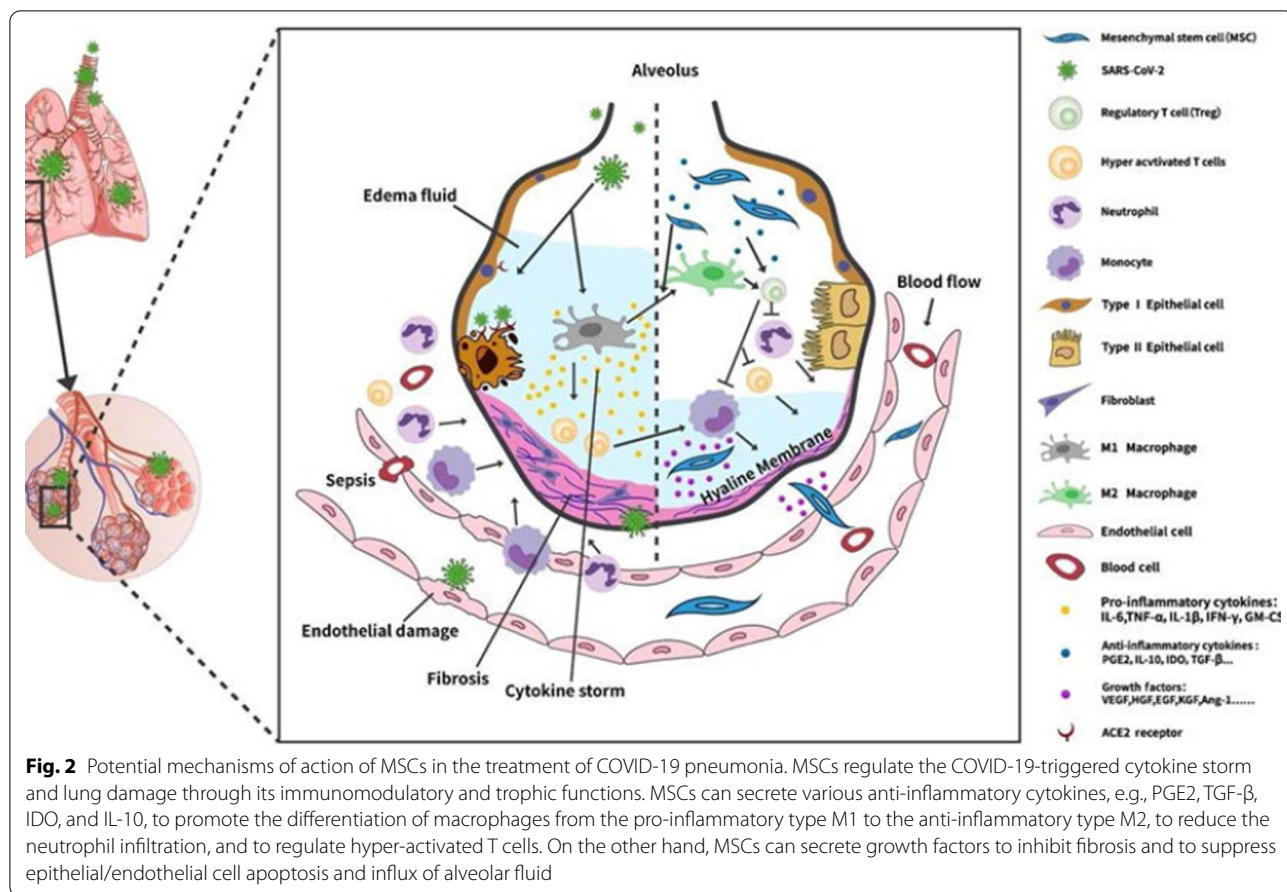 Alveolus
Edema fluid
Blood flow
Sepsis
Hyaline Membrane
Endothelial damage
Fibrosis
Cytokine storm
Mesenchymal stem cell (MSC)
SARS-CoV-2
Regulatory T cell (Treg)
Hyper acvtivated T cells
Neutrophil
Monocyte
Type I Epithelial cell
Type II Epithelial cell
Fibroblast
M1 Macrophage
M2 Macrophage
Endothelial cell
Blood cell
Pro-inflammatory cytokines:
IL-6,TNF-α, IL-1β, IFN-γ, GM-CS
Anti-inflammatory cytokines :
PGE2, IL-10, IDO, TGF-β...
Growth factors:
VEGF,HGF,EGF,KGF,Ang-1......
ACE2 receptor
Fig. 2 Potential mechanisms of action of MSCs in the treatment of COVID-19 pneumonia. MSCs regulate the COVID-19-triggered cytokine storm
and lung damage through its immunomodulatory and trophic functions. MSCs can secrete various anti-inflammatory cytokines, e.g., PGE2, TGF-β,
IDO, and IL-10, to promote the differentiation of macrophages from the pro-inflammatory type M1 to the anti-inflammatory type M2, to reduce the
neutrophil infiltration, and to regulate hyper-activated T cells. On the other hand, MSCs can secrete growth factors to inhibit fibrosis and to suppress
epithelial/endothelial cell apoptosis and influx of alveolar fluid